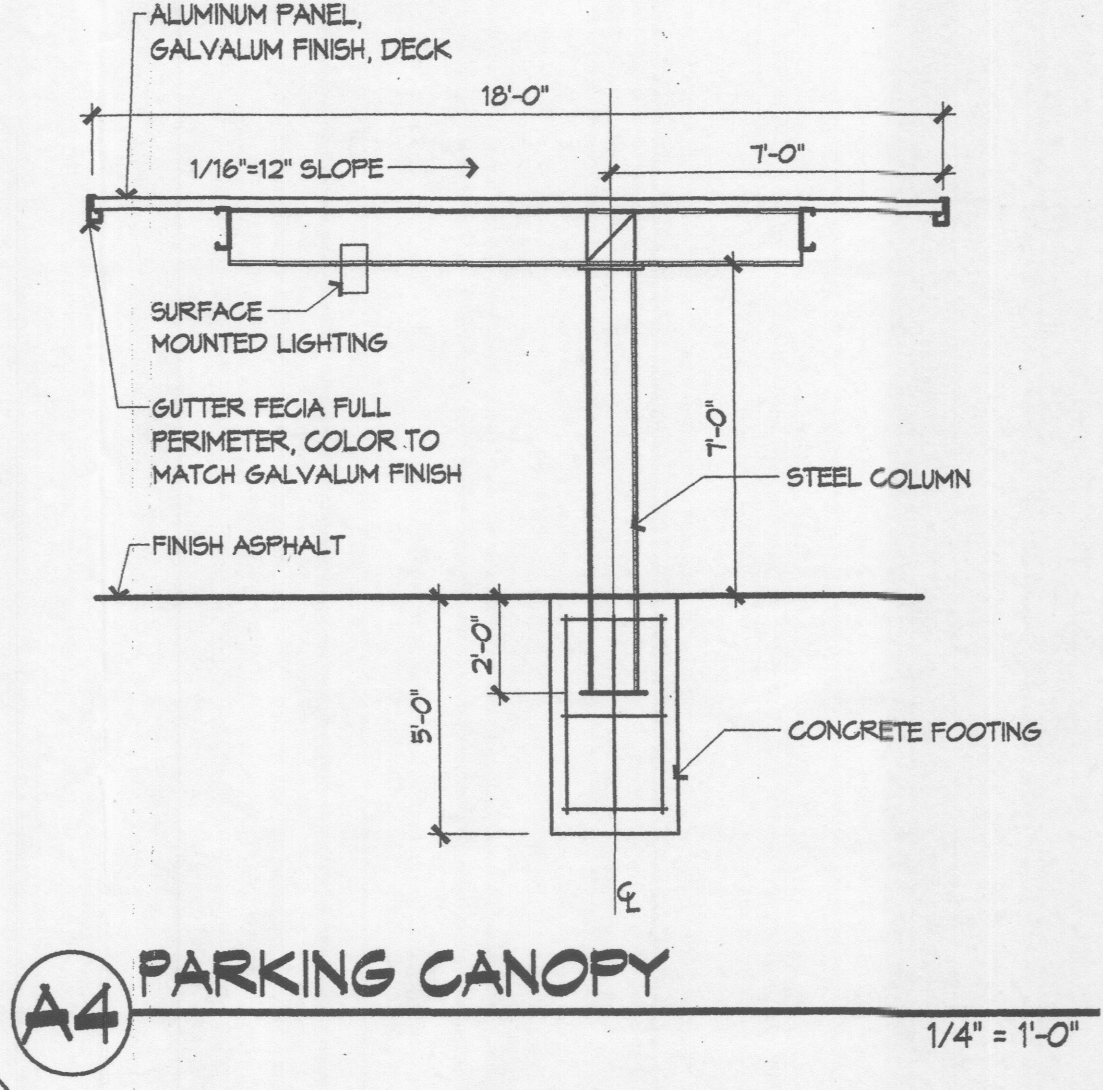 ALUMINUM PANEL,
GALVALUM FINISH, DECK
18'-0"
1/16"=12" SLOPE
7'-0"
SURFACE
MOUNTED LIGHTING
GUTTER FECIA FULL
PERIMETER, COLOR TO
MATCH GALVALUM FINISH
7'-0"
STEEL COLUMN
FINISH ASPHALT
2'-0"
5'-0"
CONCRETE FOOTING
CL
A4
PARKING CANOPY
1/4" = 1'-0"